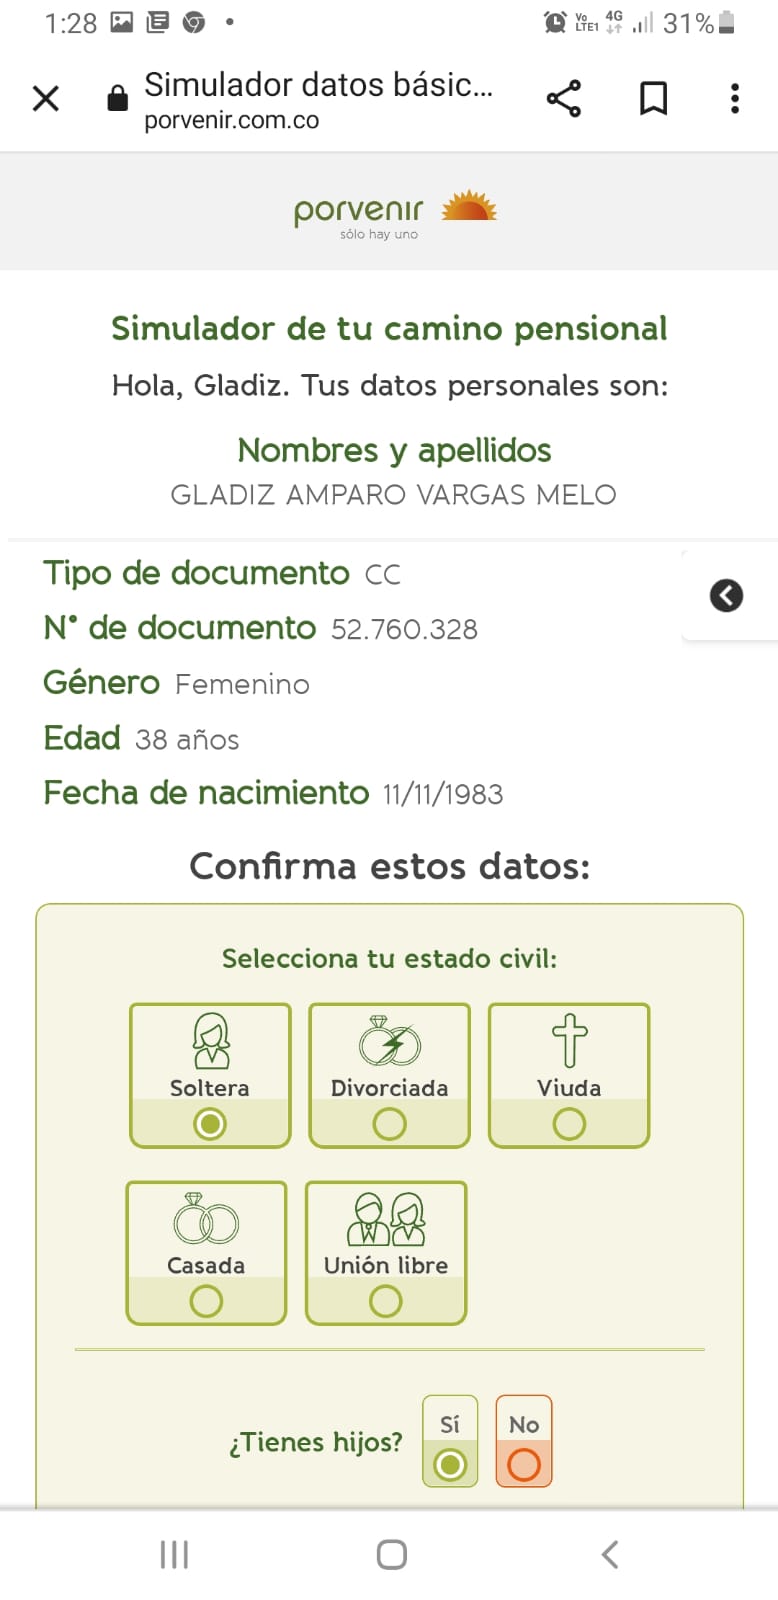 1:28
Vo LTE1 4G 31%
Simulador datos básic...
porvenir.com.co
porvenir
sólo hay uno
Simulador de tu camino pensional
Hola, Gladiz. Tus datos personales son:
Nombres y apellidos
GLADIZ AMPARO VARGAS MELO
Tipo de documento CC
N° de documento 52.760.328
Género Femenino
Edad 38 años
Fecha de nacimiento 11/11/1983
Confirma estos datos:
Selecciona tu estado civil:
Soltera Divorciada Viuda
Casada Unión libre
¿Tienes hijos? Sí No